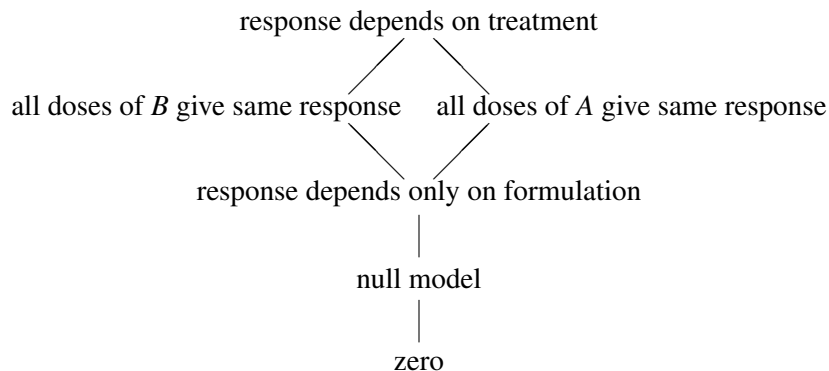 response depends on treatment
all doses of B give same response all doses of A give same response
response depends only on formulation
null model
zero